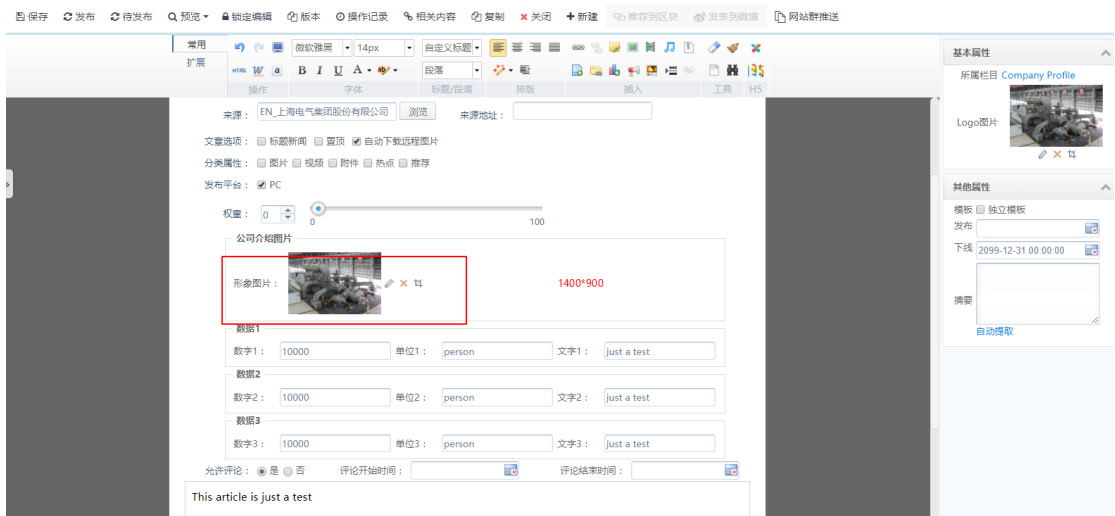 保存 发布 待发布 预览 锁定编辑 版本 操作记录 相关内容 复制 关闭 新建 推荐到区块 发表到微博 网站群推送
常用 微软雅黑 14px 自定义标题
扩展 HTML W a B I U A ab 段落
操作 字体 标题/段落 排版 插入 工具 H5
来源： EN_上海电气集团股份有限公司 浏览 来源地址：
文章选项： 标题新闻 置顶 自动下载远程图片
分类属性： 图片 视频 附件 热点 推荐
发布平台： PC
权重： 0 0 100
公司介绍图片
形象图片： 1400*900
数据1
数字1： 10000 单位1： person 文字1： just a test
数据2
数字2： 10000 单位2： person 文字2： just a test
数据3
数字3： 10000 单位3： person 文字3： just a test
允许评论： 是 否 评论开始时间： 评论结束时间：
This article is just a test
基本属性
所属栏目 Company Profile
Logo图片
其他属性
模板 独立模板
发布
下线 2099-12-31 00:00:00
摘要
自动提取